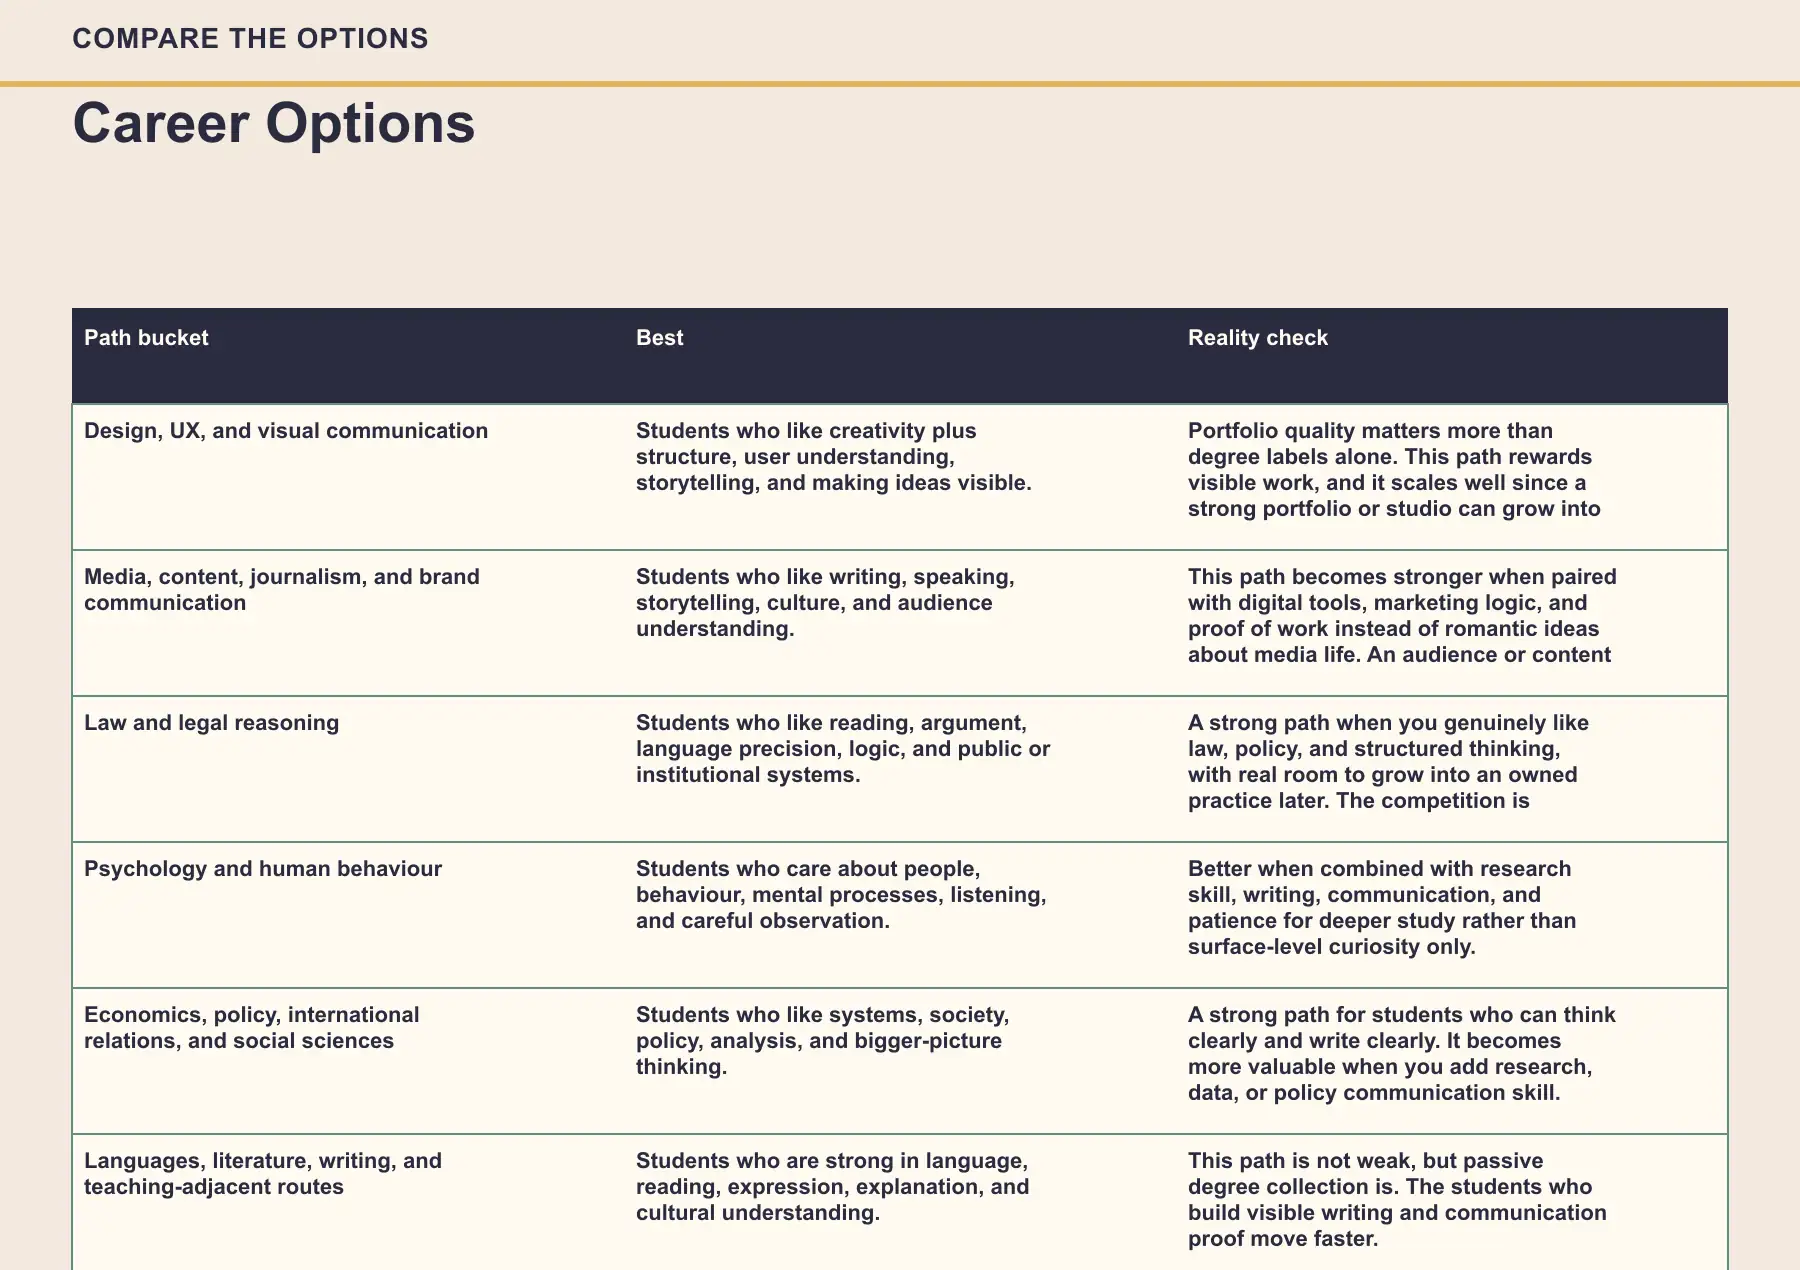 COMPARE THE OPTIONS
Career Options
Path bucket
Best
Reality check
Design, UX, and visual communication
Students who like creativity plus
structure, user understanding,
storytelling, and making ideas visible.
Portfolio quality matters more than
degree labels alone. This path rewards
visible work, and it scales well since a
strong portfolio or studio can grow into
Media, content, journalism, and brand
communication
Students who like writing, speaking,
storytelling, culture, and audience
understanding.
This path becomes stronger when paired
with digital tools, marketing logic, and
proof of work instead of romantic ideas
about media life. An audience or content
Law and legal reasoning
Students who like reading, argument,
language precision, logic, and public or
institutional systems.
A strong path when you genuinely like
law, policy, and structured thinking,
with real room to grow into an owned
practice later. The competition is
Psychology and human behaviour
Students who care about people,
behaviour, mental processes, listening,
and careful observation.
Better when combined with research
skill, writing, communication, and
patience for deeper study rather than
surface-level curiosity only.
Economics, policy, international
relations, and social sciences
Students who like systems, society,
policy, analysis, and bigger-picture
thinking.
A strong path for students who can think
clearly and write clearly. It becomes
more valuable when you add research,
data, or policy communication skill.
Languages, literature, writing, and
teaching-adjacent routes
Students who are strong in language,
reading, expression, explanation, and
cultural understanding.
This path is not weak, but passive
degree collection is. The students who
build visible writing and communication
proof move faster.